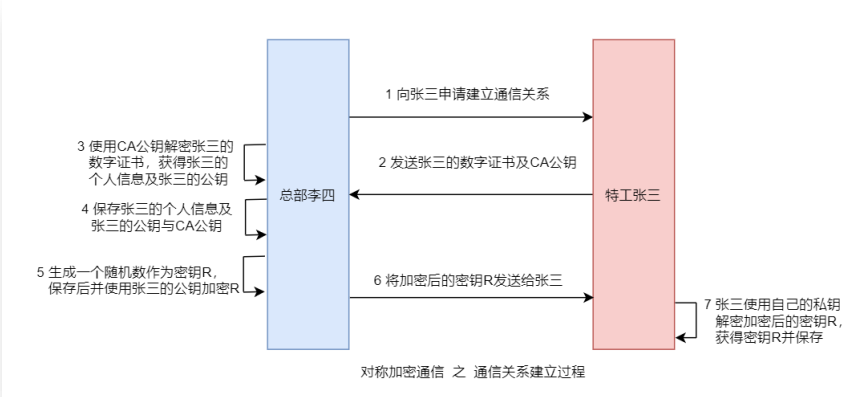 1 向张三申请建立通信关系
3 使用CA公钥解密张三的
数字证书，获得张三的
个人信息及张三的公钥
2 发送张三的数字证书及CA公钥
总部李四
特工张三
4 保存张三的个人信息及
张三的公钥与CA公钥
5 生成一个随机数作为密钥R，
保存后并使用张三的公钥加密R
6 将加密后的密钥R发送给张三
7 张三使用自己的私钥
解密加密后的密钥R，
获得密钥R并保存
对称加密通信 之 通信关系建立过程